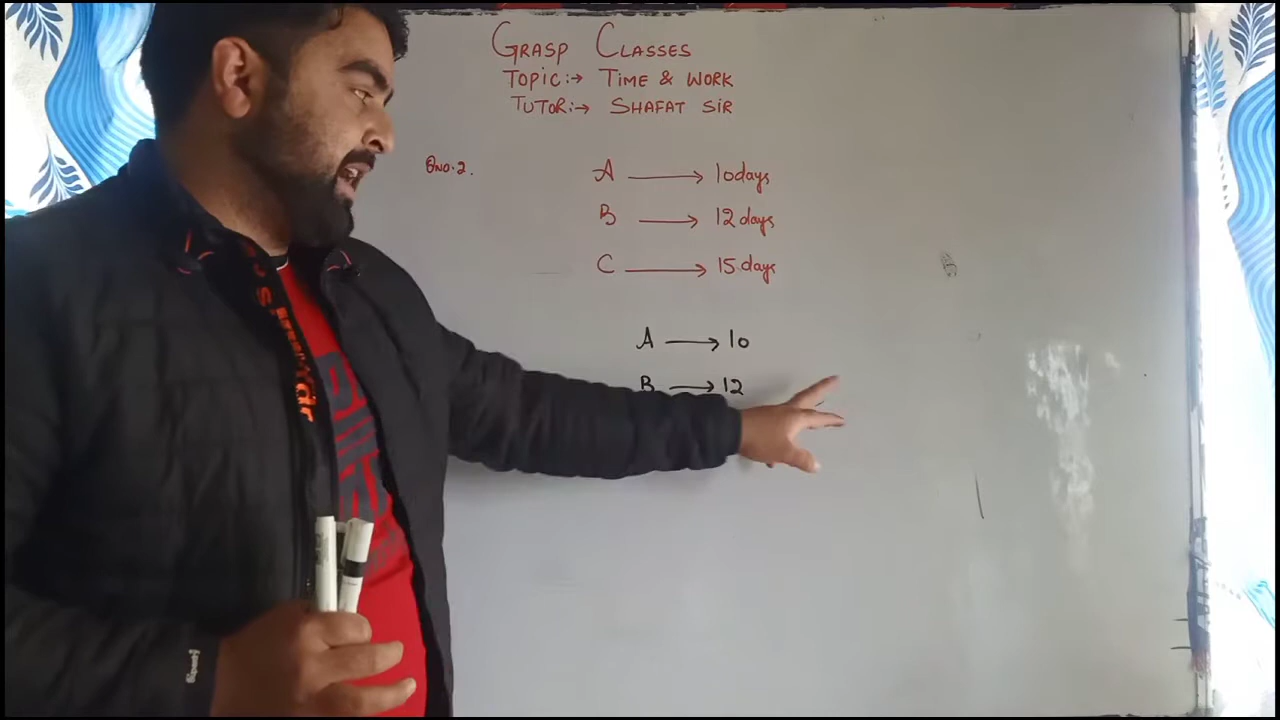 GRASP CLASSES
TOPIC:→ TIME & WORK
TUTOR:→ SHAFAT SIR
Qno.2.
A → 10days
B → 12 days
C → 15 days
A → 10
B → 12